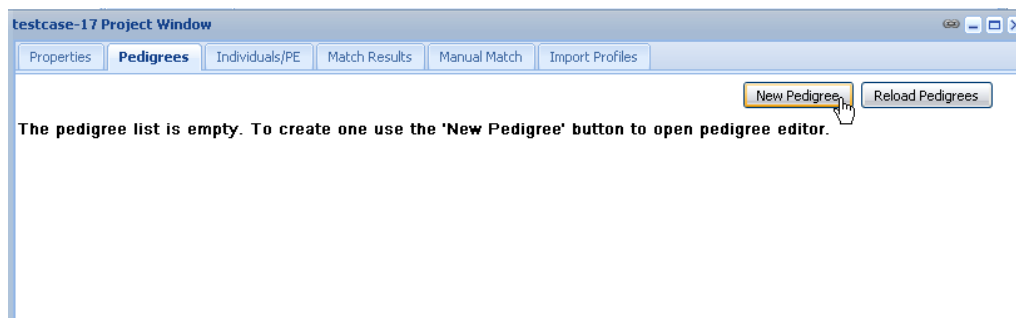 testcase-17 Project Window
Properties Pedigrees Individuals/PE Match Results Manual Match Import Profiles
New Pedigree Reload Pedigrees
The pedigree list is empty. To create one use the 'New Pedigree' button to open pedigree editor.